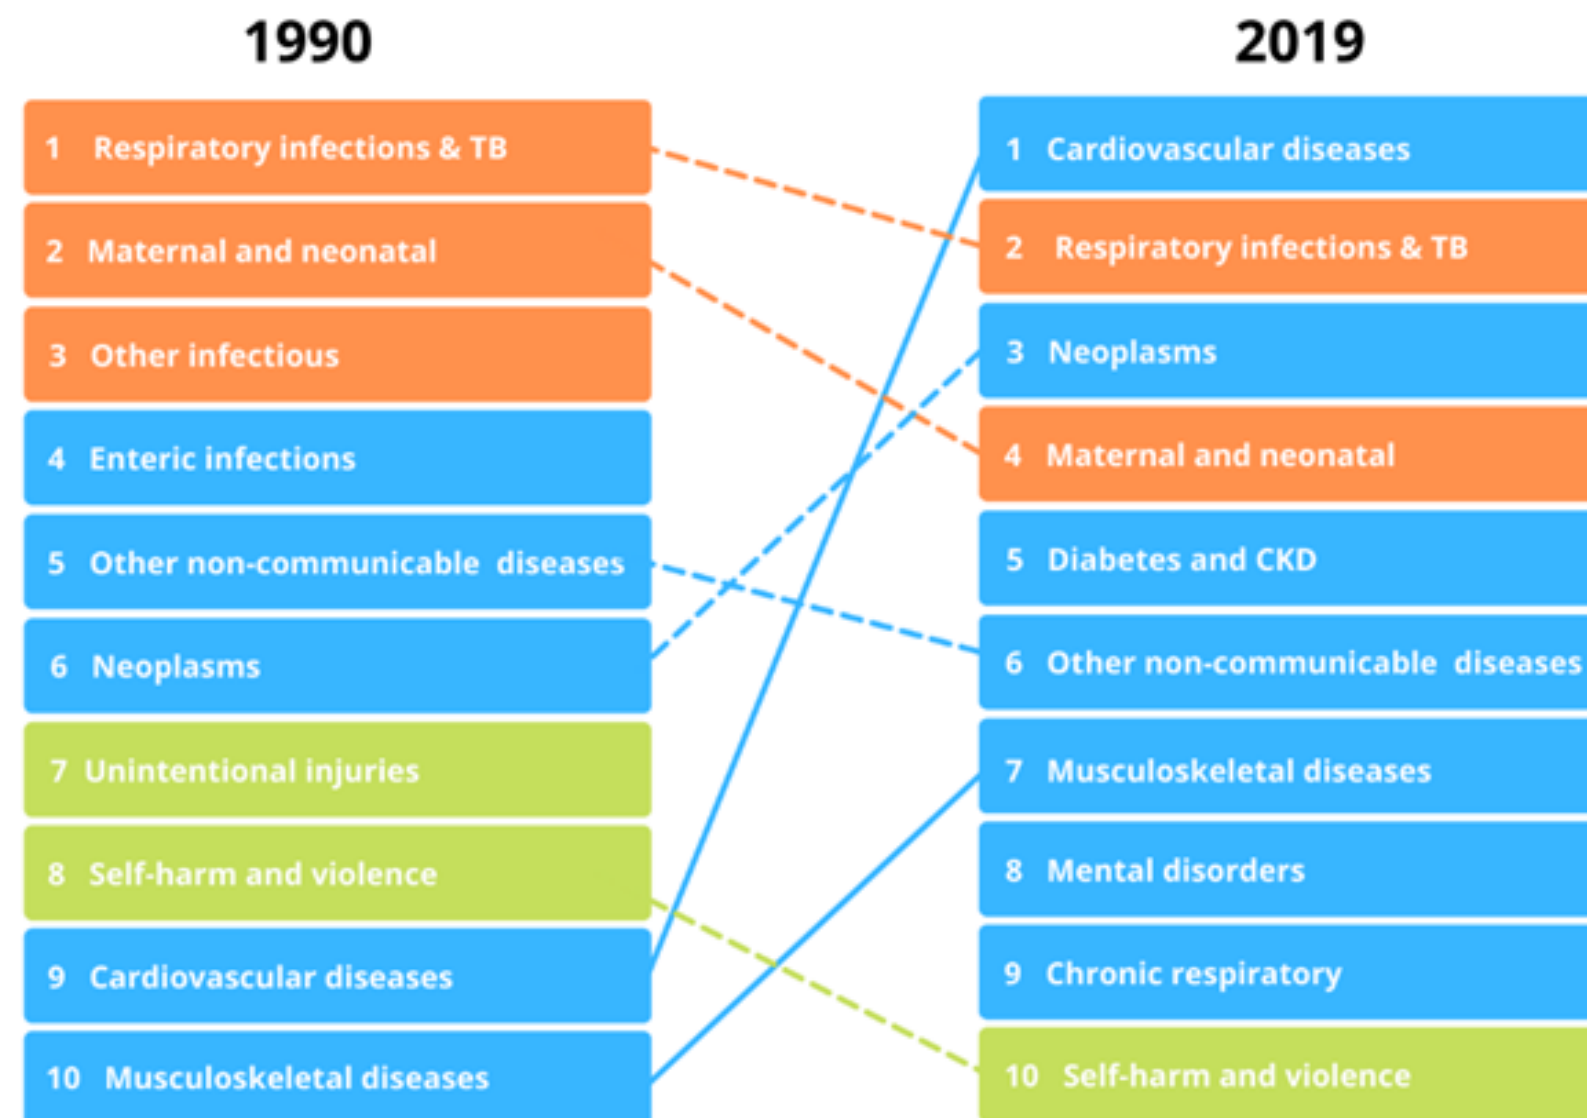 1990
1 Respiratory infections & TB
2 Maternal and neonatal
3 Other infectious
4 Enteric infections
5 Other non-communicable diseases
6 Neoplasms
7 Unintentional injuries
8 Self-harm and violence
9 Cardiovascular diseases
10 Musculoskeletal diseases
2019
1 Cardiovascular diseases
2 Respiratory infections & TB
3 Neoplasms
4 Maternal and neonatal
5 Diabetes and CKD
6 Other non-communicable diseases
7 Musculoskeletal diseases
8 Mental disorders
9 Chronic respiratory
10 Self-harm and violence